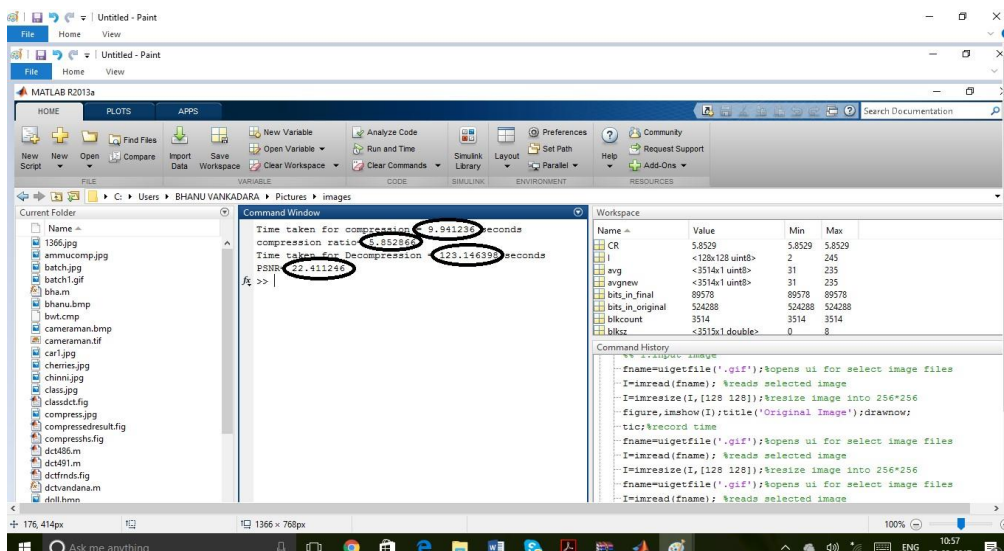 Untitled - Paint
File Home View
Untitled - Paint
File Home View
MATLAB R2013a
HOME PLOTS APPS
Search Documentation
New Script
New
Open
Find Files
Compare
Import Data
Save Workspace
New Variable
Open Variable
Clear Workspace
Analyze Code
Run and Time
Clear Commands
Simulink Library
Layout
Preferences
Set Path
Parallel
Help
Community
Request Support
Add-Ons
FILE VARIABLE CODE SIMULINK ENVIRONMENT RESOURCES
C: Users BHANU VANKADARA Pictures images
Current Folder
Name
1366.jpg
ammucomp.jpg
batch.jpg
batch1.gif
bha.m
bhanu.bmp
bwt.cmp
cameraman.bmp
cameraman.tif
car1.jpg
cherries.jpg
chinni.jpg
class.jpg
classdct.fig
compress.jpg
compressedresult.fig
compresshs.fig
dct486.m
dct491.m
dctfrnds.fig
dctvandana.m
doll.bmp
Command Window
Time taken for compression = 9.941236 seconds
compression ratio= 5.852866
Time taken for Decompression = 123.146398 seconds
PSNR= 22.411246
fx >>
Workspace
Name Value Min Max
CR 5.8529 5.8529 5.8529
I <128x128 uint8> 2 245
avg <3514x1 uint8> 31 235
avgnew <3514x1 uint8> 31 235
bits_in_final 89578 89578 89578
bits_in_original 524288 524288 524288
blkcount 3514 3514 3514
blksz <3515x1 double> 0 8
Command History
%% 1.input image
fname=uigetfile('.gif');%opens ui for select image files
I=imread(fname); %reads selected image
I=imresize(I,[128 128]);%resize image into 256*256
figure,imshow(I);title('Original Image');drawnow;
tic;%record time
fname=uigetfile('.gif');%opens ui for select image files
I=imread(fname); %reads selected image
I=imresize(I,[128 128]);%resize image into 256*256
fname=uigetfile('.gif');%opens ui for select image files
I=imread(fname); %reads selected image
176, 414px
1366 × 768px
100%
Ask me anything
ENG
10:57